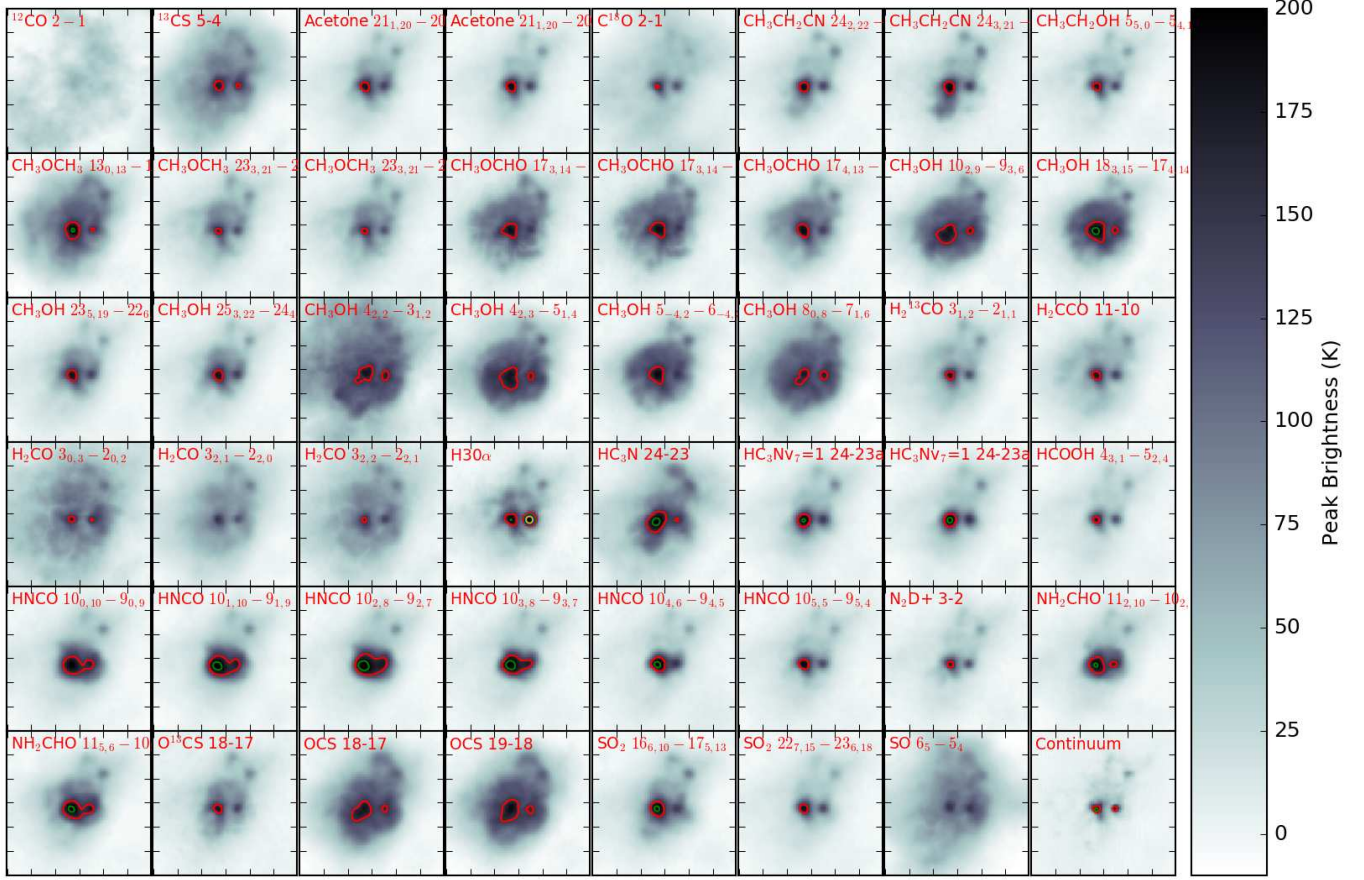 ¹²CO 2 − 1
¹³CS 5-4
Acetone 21₁,₂₀ − 20
Acetone 21₁,₂₀ − 20
C¹⁸O 2-1
CH₃CH₂CN 24₂,₂₂ −
CH₃CH₂CN 24₃,₂₁ −
CH₃CH₂OH 5₅,₀ − 5₄,₁
CH₃OCH₃ 13₀,₁₃ − 1
CH₃OCH₃ 23₃,₂₁ − 2
CH₃OCH₃ 23₃,₂₁ − 2
CH₃OCHO 17₃,₁₄ −
CH₃OCHO 17₃,₁₄ −
CH₃OCHO 17₄,₁₃ −
CH₃OH 10₂,₉ − 9₃,₆
CH₃OH 18₃,₁₅ − 17₄,₁₄
CH₃OH 23₅,₁₉ − 22₆
CH₃OH 25₃,₂₂ − 24₄
CH₃OH 4₂,₂ − 3₁,₂
CH₃OH 4₂,₃ − 5₁,₄
CH₃OH 5₋₄,₂ − 6₋₄,
CH₃OH 8₀,₈ − 7₁,₆
H₂¹³CO 3₁,₂ − 2₁,₁
H₂CCO 11-10
H₂CO 3₀,₃ − 2₀,₂
H₂CO 3₂,₁ − 2₂,₀
H₂CO 3₂,₂ − 2₂,₁
H30α
HC₃N 24-23
HC₃Nv₇=1 24-23a
HC₃Nv₇=1 24-23a
HCOOH 4₃,₁ − 5₂,₄
HNCO 10₀,₁₀ − 9₀,₉
HNCO 10₁,₁₀ − 9₁,₉
HNCO 10₂,₈ − 9₂,₇
HNCO 10₃,₈ − 9₃,₇
HNCO 10₄,₆ − 9₄,₅
HNCO 10₅,₅ − 9₅,₄
N₂D+ 3-2
NH₂CHO 11₂,₁₀ − 10₂,
NH₂CHO 11₅,₆ − 10
O¹³CS 18-17
OCS 18-17
OCS 19-18
SO₂ 16₆,₁₀ − 17₅,₁₃
SO₂ 22₇,₁₅ − 23₆,₁₈
SO 6₅ − 5₄
Continuum
200
175
150
125
100
75
50
25
0
Peak Brightness (K)